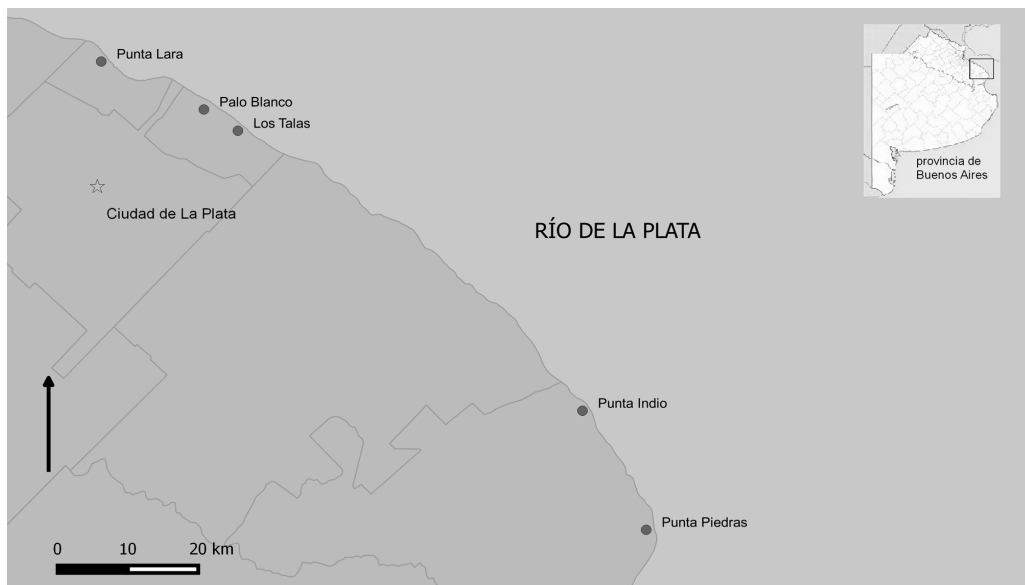 Punta Lara
Palo Blanco
Los Talas
Ciudad de La Plata
RÍO DE LA PLATA
provincia de
Buenos Aires
Punta Indio
Punta Piedras
0 10 20 km